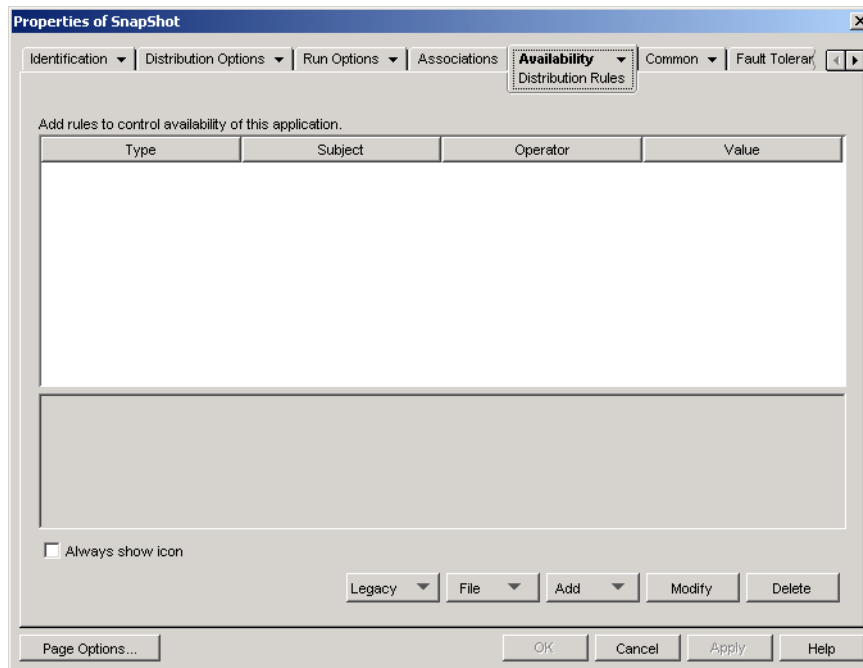 Properties of SnapShot
Identification Distribution Options Run Options Associations Availability Common Fault Toleran
Distribution Rules
Add rules to control availability of this application.
Type Subject Operator Value
Always show icon
Legacy File Add Modify Delete
Page Options... OK Cancel Apply Help